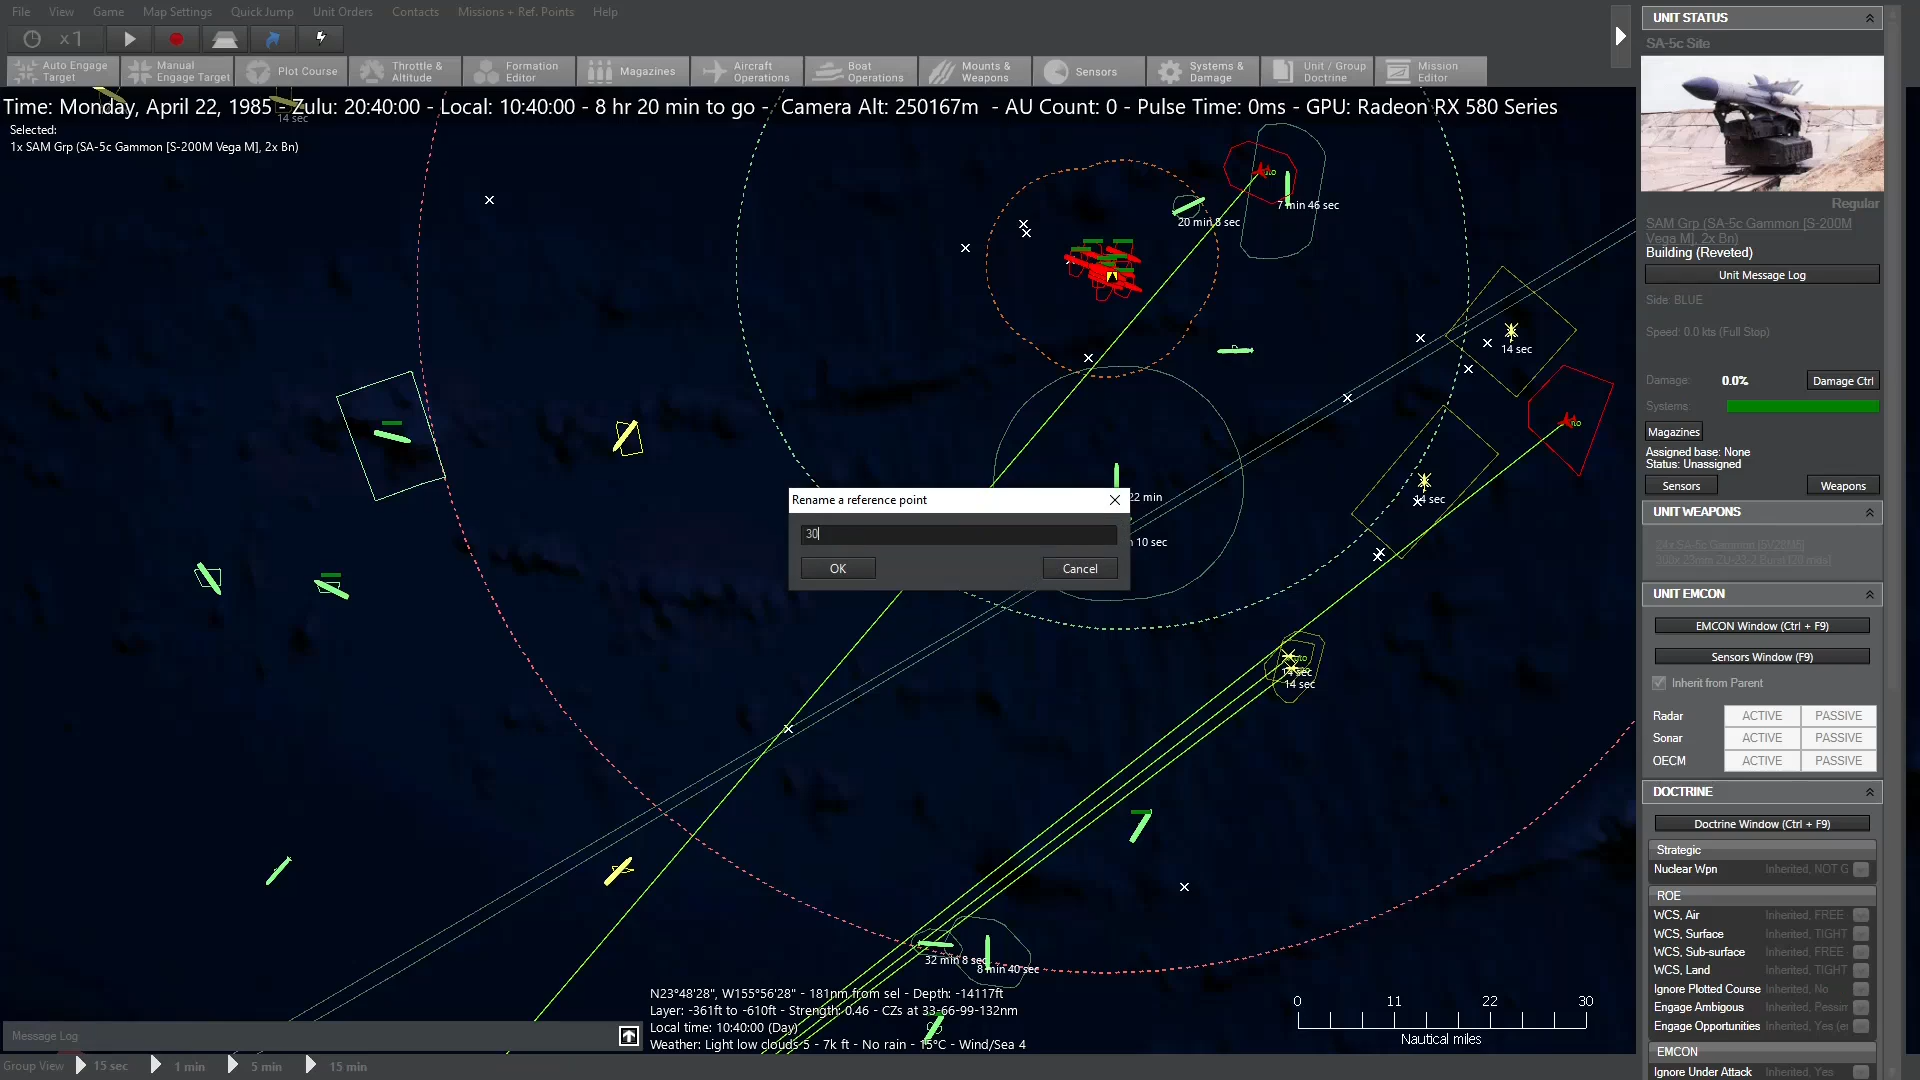 File View Game Map Settings Quick Jump Unit Orders Contacts Missions + Ref. Points Help
x1
Auto Engage Target
Manual Engage Target
Plot Course
Throttle & Altitude
Formation Editor
Magazines
Aircraft Operations
Boat Operations
Mounts & Weapons
Sensors
Systems & Damage
Unit / Group Doctrine
Mission Editor
Time: Monday, April 22, 1985 - Zulu: 20:40:00 - Local: 10:40:00 - 8 hr 20 min to go - Camera Alt: 250167m - AU Count: 0 - Pulse Time: 0ms - GPU: Radeon RX 580 Series
14 sec
Selected:
1x SAM Grp (SA-5c Gammon [S-200M Vega M], 2x Bn)
7 min 46 sec
20 min 8 sec
14 sec
14 sec
22 min
10 sec
Rename a reference point
30
OK Cancel
14 sec
14 sec
32 min 8 sec
8 min 40 sec
N23°48'28", W155°56'28" - 181nm from sel - Depth: -14117ft
Layer: -361ft to -610ft - Strength: 0.46 - CZs at 33-66-99-132nm
Local time: 10:40:00 (Day)
Weather: Light low clouds 5 - 7k ft - No rain - 15°C - Wind/Sea 4
0 11 22 30
Nautical miles
Message Log
Group View 15 sec 1 min 5 min 15 min
UNIT STATUS
SA-5c Site
Regular
SAM Grp (SA-5c Gammon [S-200M Vega M], 2x Bn)
Building (Reveted)
Unit Message Log
Side: BLUE
Speed: 0.0 kts (Full Stop)
Damage: 0.0% Damage Ctrl
Systems:
Magazines
Assigned base: None
Status: Unassigned
Sensors Weapons
UNIT WEAPONS
UNIT EMCON
EMCON Window (Ctrl + F9)
Sensors Window (F9)
Inherit from Parent
Radar ACTIVE PASSIVE
Sonar ACTIVE PASSIVE
OECM ACTIVE PASSIVE
DOCTRINE
Doctrine Window (Ctrl + F9)
Strategic
Nuclear Wpn Inherited, NOT G
ROE
WCS, Air Inherited, FREE
WCS, Surface Inherited, TIGHT
WCS, Sub-surface Inherited, FREE
WCS, Land Inherited, TIGHT
Ignore Plotted Course Inherited, No
Engage Ambiguous Inherited, Pessim
Engage Opportunities Inherited, Yes (e
EMCON
Ignore Under Attack Inherited, Yes